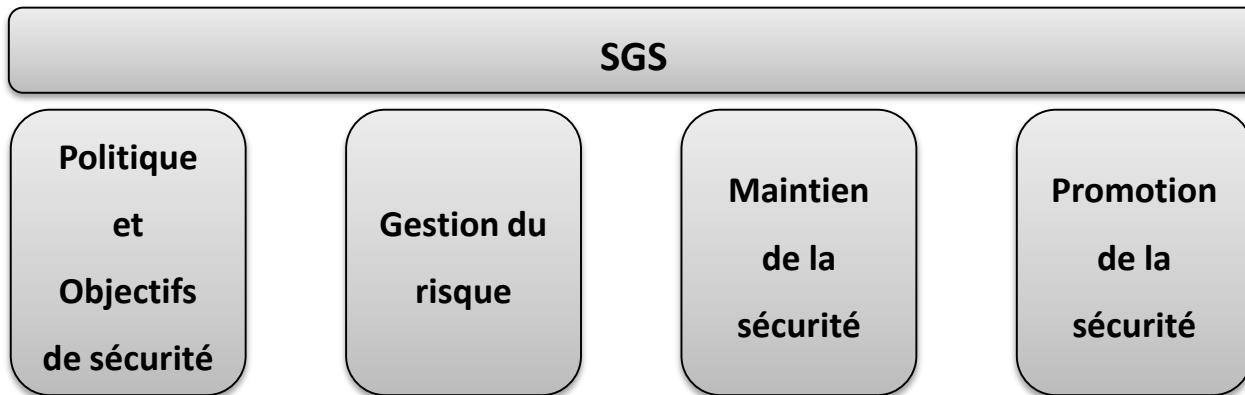 SGS
Politique
et
Objectifs
de sécurité
Gestion du
risque
Maintien
de la
sécurité
Promotion
de la
sécurité